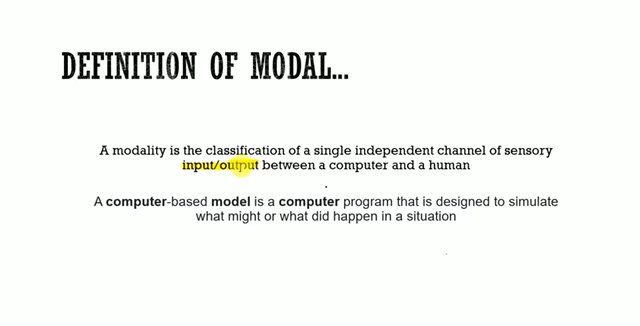 DEFINITION OF MODAL...
A modality is the classification of a single independent channel of sensory
input/output between a computer and a human
.
A computer-based model is a computer program that is designed to simulate
what might or what did happen in a situation